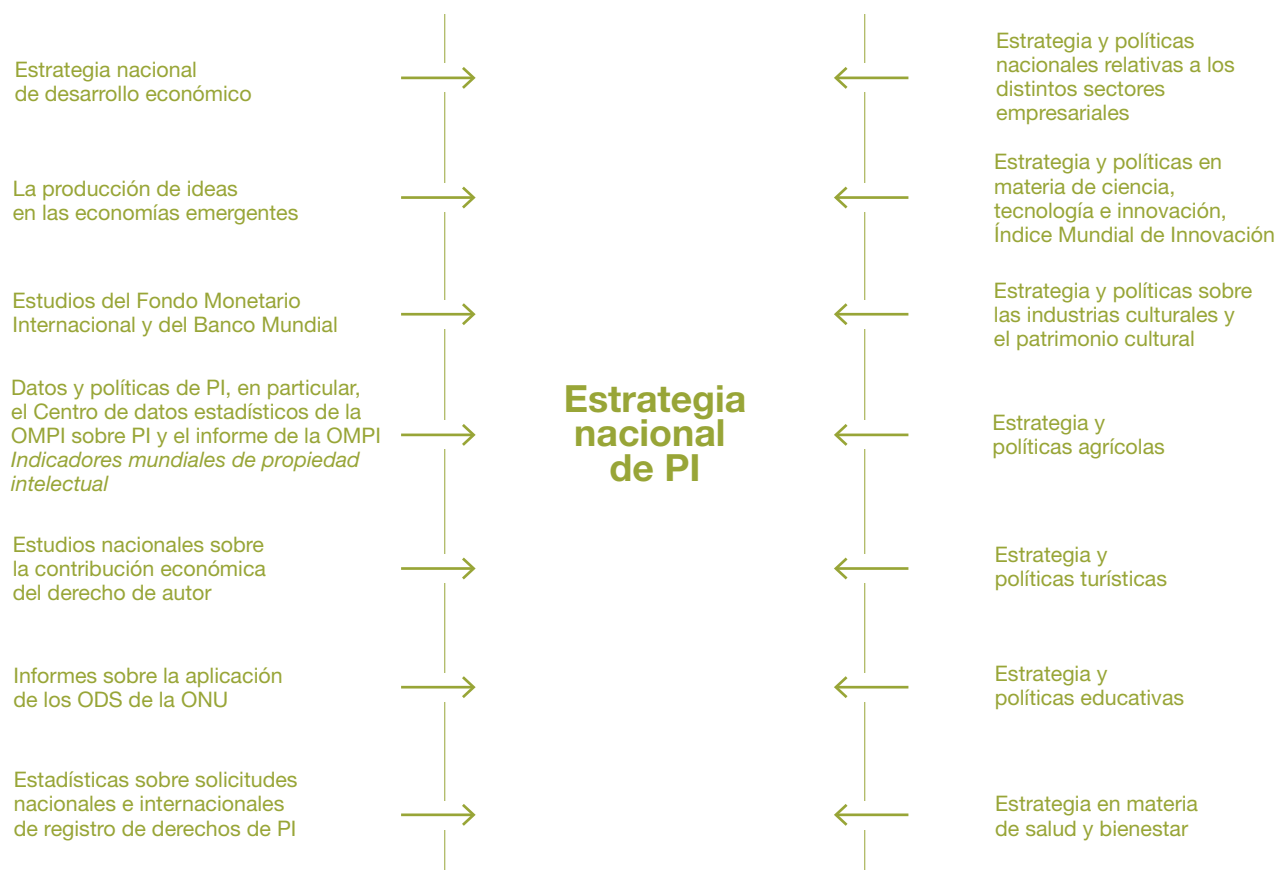 Estrategia nacional
de desarrollo económico
La producción de ideas
en las economías emergentes
Estudios del Fondo Monetario
Internacional y del Banco Mundial
Datos y políticas de PI, en particular,
el Centro de datos estadísticos de la
OMPI sobre PI y el informe de la OMPI
Indicadores mundiales de propiedad
intelectual
Estudios nacionales sobre
la contribución económica
del derecho de autor
Informes sobre la aplicación
de los ODS de la ONU
Estadísticas sobre solicitudes
nacionales e internacionales
de registro de derechos de PI
Estrategia
nacional
de PI
Estrategia y políticas
nacionales relativas a los
distintos sectores
empresariales
Estrategia y políticas en
materia de ciencia,
tecnología e innovación,
Índice Mundial de Innovación
Estrategia y políticas sobre
las industrias culturales y
el patrimonio cultural
Estrategia y
políticas agrícolas
Estrategia y
políticas turísticas
Estrategia y
políticas educativas
Estrategia en materia
de salud y bienestar